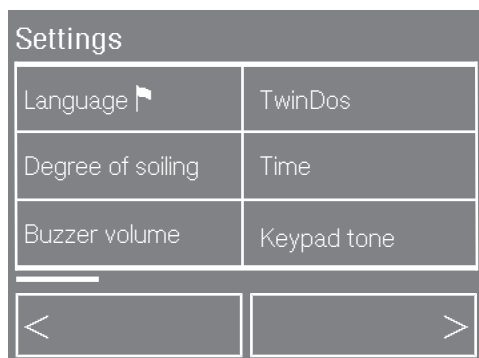 Settings
Language
TwinDos
Degree of soiling
Time
Buzzer volume
Keypad tone
< >